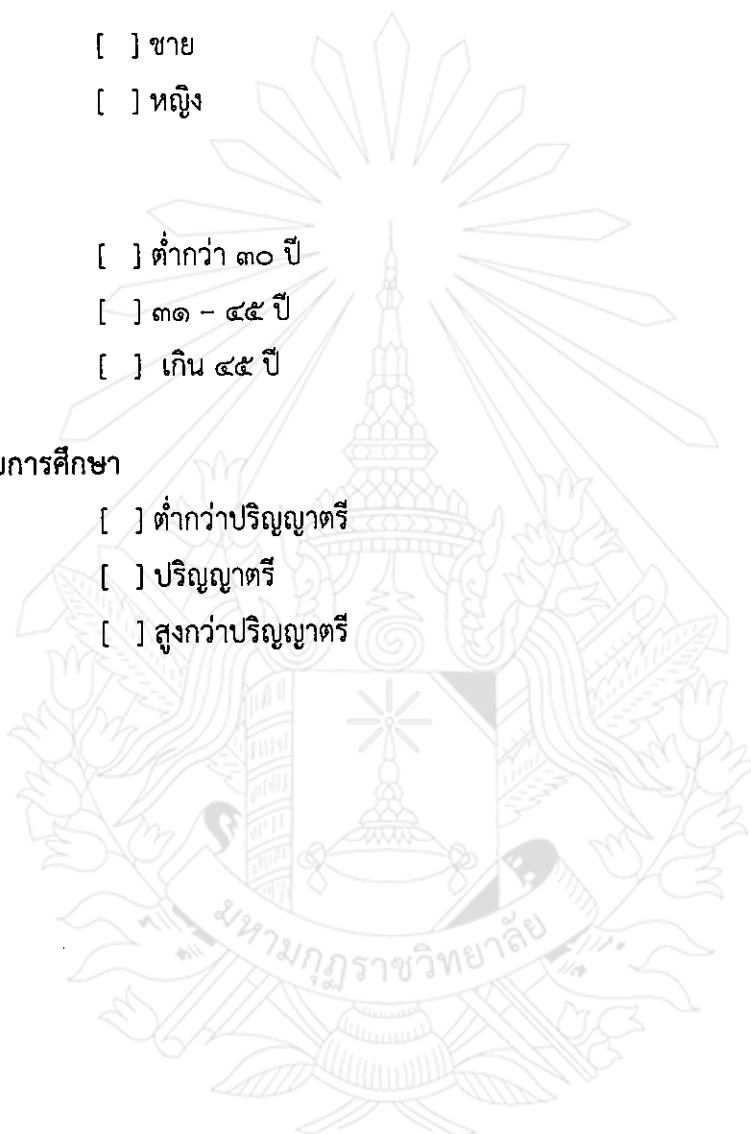 [ ] ชาย
[ ] หญิง
[ ] ต่ำกว่า ๓๐ ปี
[ ] ๓๑ - ๔๕ ปี
[ ] เกิน ๔๕ ปี
การศึกษา
[ ] ต่ำกว่าปริญญาตรี
[ ] ปริญญาตรี
[ ] สูงกว่าปริญญาตรี
มหามกุฏราชวิทยาลัย